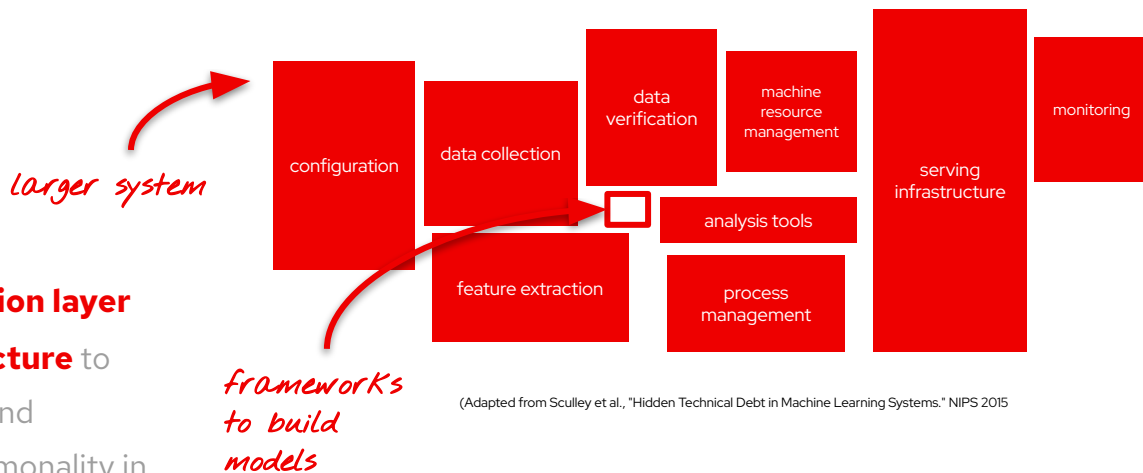 data
verification
machine
resource
management
monitoring
configuration
data collection
serving
infrastructure
larger system
analysis tools
feature extraction
process
management
ion layer
cture to
nd
monality in
frameworks
to build
models
(Adapted from Sculley et al., "Hidden Technical Debt in Machine Learning Systems." NIPS 2015